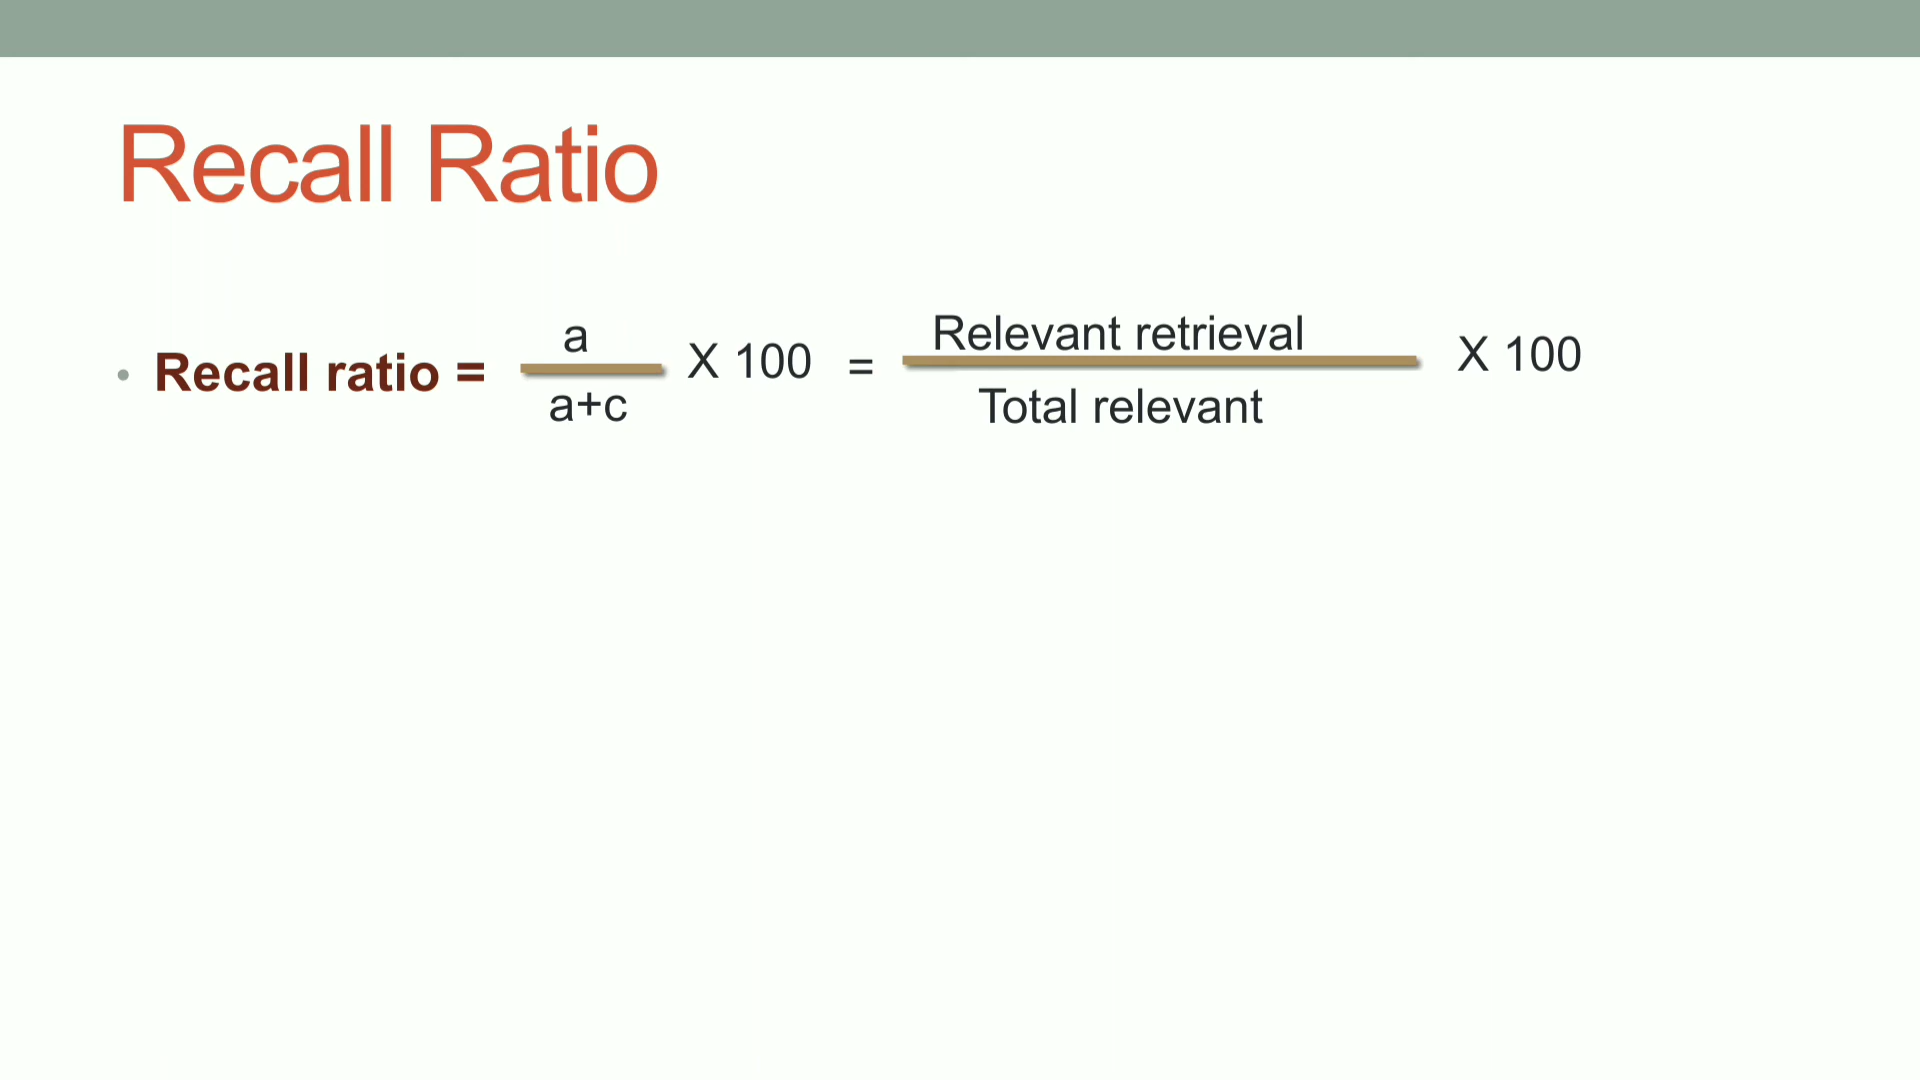 Recall Ratio
• Recall ratio = a / a+c X 100 = Relevant retrieval / Total relevant X 100